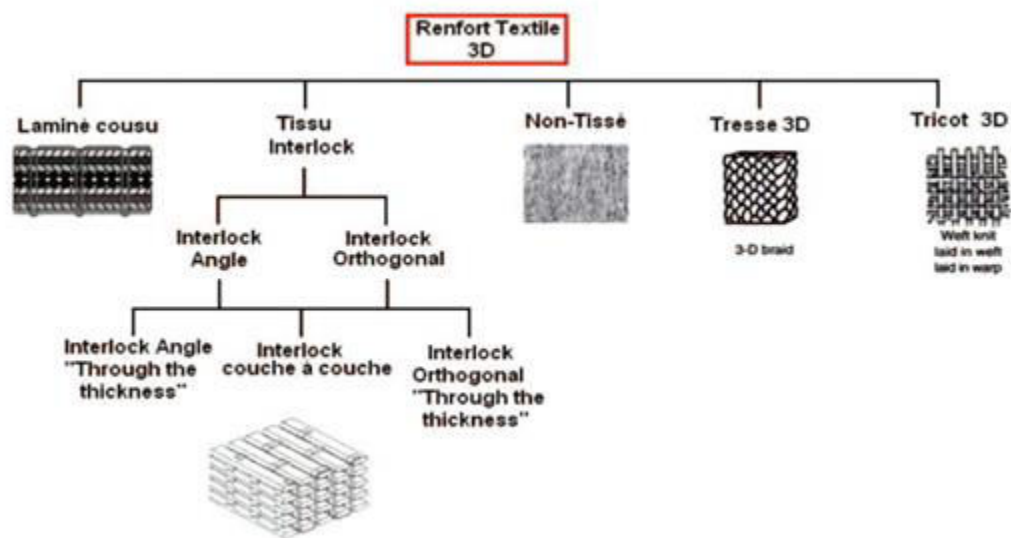 Renfort Textile
3D
Laminé cousu
Tissu
Interlock
Non-Tissé
Tresse 3D
Tricot 3D
Interlock
Angle
Interlock
Orthogonal
3-D braid
Weft knit
laid in weft
laid in warp
Interlock Angle
"Through the
thickness"
Interlock
couche à couche
Interlock
Orthogonal
"Through the
thickness"